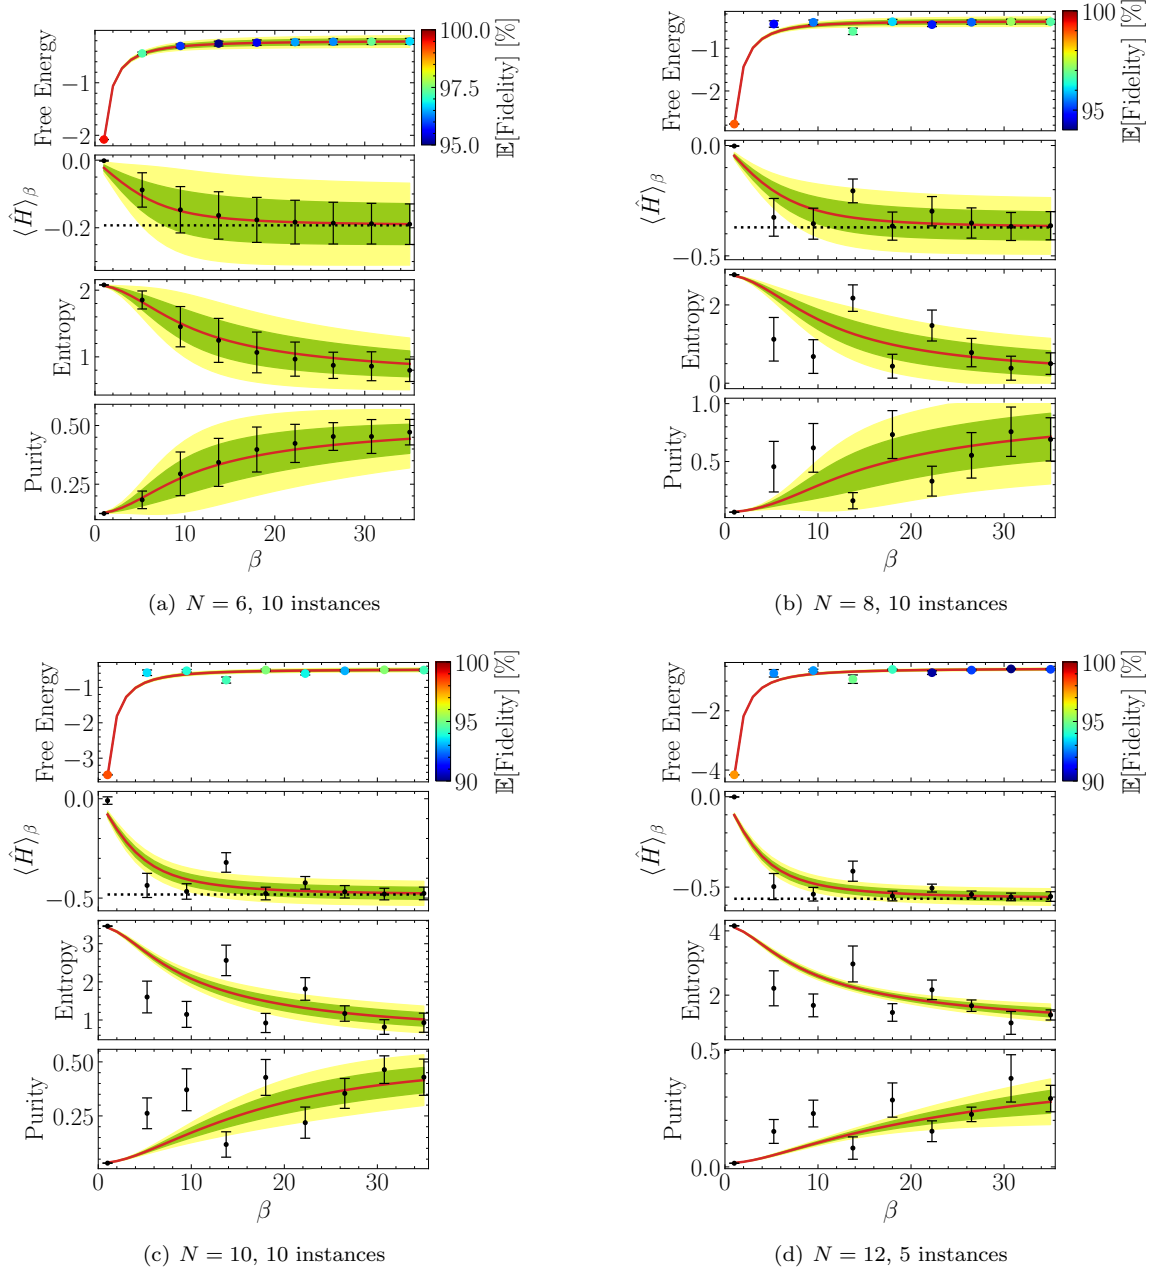 Free Energy
−1
−2
100.0
97.5
95.0
𝔼[Fidelity] [%]
⟨Ĥ⟩β
0.0
−0.2
Entropy
2
1
Purity
0.50
0.25
0 10 20 30
β
(a) N = 6, 10 instances
Free Energy
−1
−2
100
95
𝔼[Fidelity] [%]
⟨Ĥ⟩β
0.0
−0.5
Entropy
2
0
Purity
1.0
0.5
0 10 20 30
β
(b) N = 8, 10 instances
Free Energy
−1
−2
−3
100
95
90
𝔼[Fidelity] [%]
⟨Ĥ⟩β
0.0
−0.5
Entropy
3
2
1
Purity
0.50
0.25
0 10 20 30
β
(c) N = 10, 10 instances
Free Energy
−2
−4
100
95
90
𝔼[Fidelity] [%]
⟨Ĥ⟩β
0.0
−0.5
Entropy
4
2
Purity
0.5
0.0
0 10 20 30
β
(d) N = 12, 5 instances